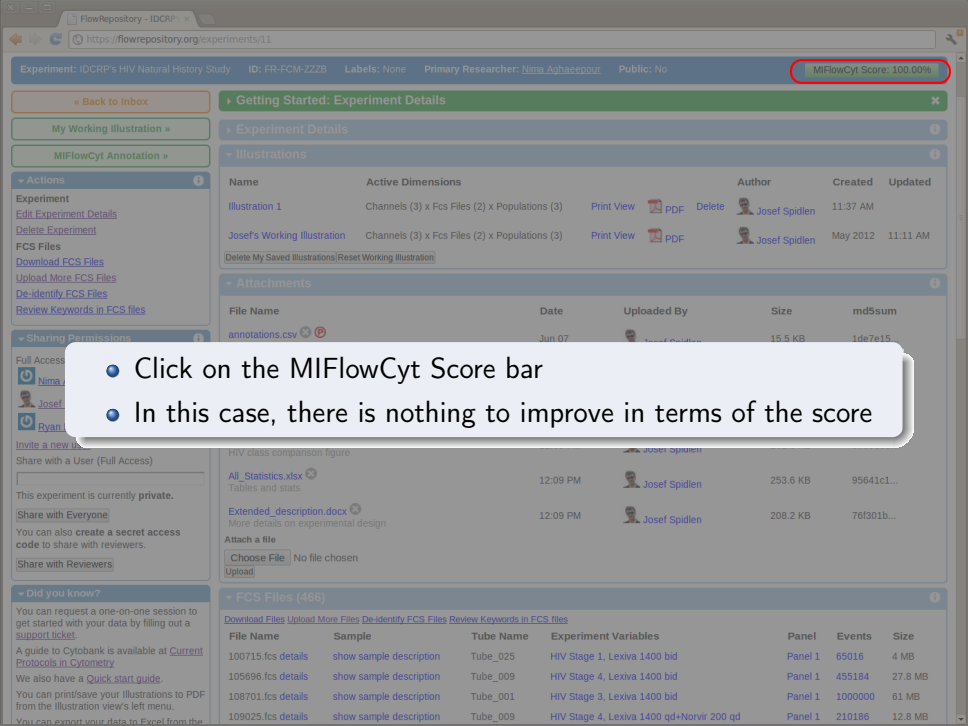 FlowRepository - IDCRP
https://flowrepository.org/experiments/11
Experiment: IDCRP's HIV Natural History Study ID: FR-FCM-ZZZB Labels: None Primary Researcher: Nima Aghaeepour Public: No MIFlowCyt Score: 100.00%
« Back to Inbox
My Working Illustration »
MIFlowCyt Annotation »
Actions
Experiment
Edit Experiment Details
Delete Experiment
FCS Files
Download FCS Files
Upload More FCS Files
De-identify FCS Files
Review Keywords in FCS files
Sharing Permissions
Full Access
Nima
Josef
Ryan
Invite a new
Share with a User (Full Access)
This experiment is currently private.
Share with Everyone
You can also create a secret access
code to share with reviewers.
Share with Reviewers
Did you know?
You can request a one-on-one session to
get started with your data by filling out a
support ticket.
A guide to Cytobank is available at Current
Protocols in Cytometry
We also have a Quick start guide.
You can print/save your Illustrations to PDF
from the Illustration view's left menu.
You can export your data to Excel from the
Getting Started: Experiment Details
Experiment Details
Illustrations
Name Active Dimensions Author Created Updated
Illustration 1 Channels (3) x Fcs Files (2) x Populations (3) Print View PDF Delete Josef Spidlen 11:37 AM
Josef's Working Illustration Channels (3) x Fcs Files (2) x Populations (3) Print View PDF Josef Spidlen May 2012 11:11 AM
Delete My Saved Illustrations Reset Working Illustration
Attachments
File Name Date Uploaded By Size md5sum
annotations.csv Jun 07 Josef Spidlen 15.5 KB 1de7e15...
Click on the MIFlowCyt Score bar
In this case, there is nothing to improve in terms of the score
HIV class comparison figure Josef Spidlen
All_Statistics.xlsx 12:09 PM Josef Spidlen 253.6 KB 95641c1...
Tables and stats
Extended_description.docx 12:09 PM Josef Spidlen 208.2 KB 76f301b...
More details on experimental design
Attach a file
Choose File No file chosen
Upload
FCS Files (466)
Download Files Upload More Files De-identify FCS Files Review Keywords in FCS files
File Name Sample Tube Name Experiment Variables Panel Events Size
100715.fcs details show sample description Tube_025 HIV Stage 1, Lexiva 1400 bid Panel 1 65016 4 MB
105696.fcs details show sample description Tube_009 HIV Stage 4, Lexiva 1400 bid Panel 1 455184 27.8 MB
108701.fcs details show sample description Tube_001 HIV Stage 3, Lexiva 1400 bid Panel 1 1000000 61 MB
109025.fcs details show sample description Tube_009 HIV Stage 4, Lexiva 1400 qd+Norvir 200 qd Panel 1 210186 12.8 MB